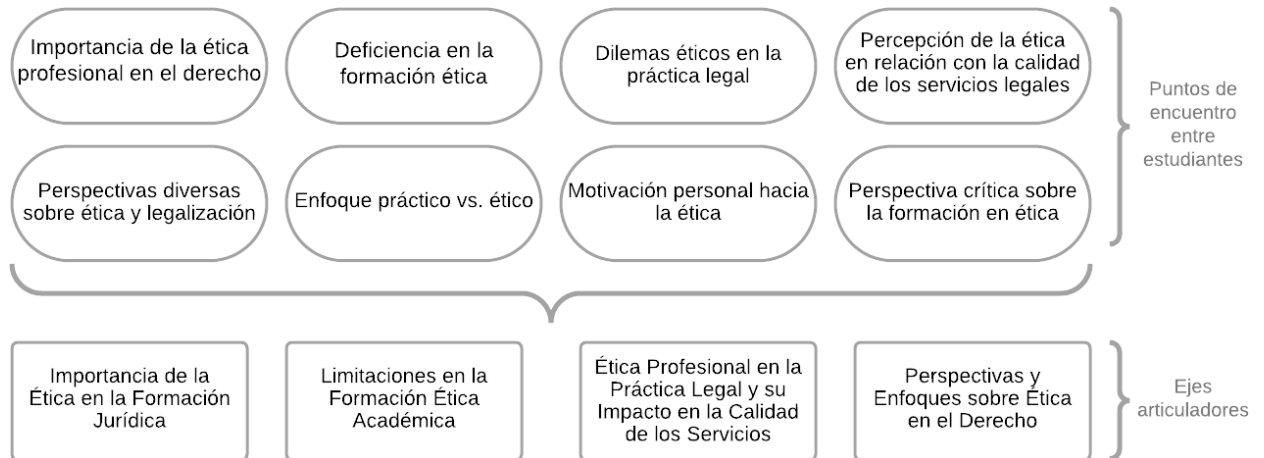 Importancia de la ética
profesional en el derecho
Deficiencia en la
formación ética
Dilemas éticos en la
práctica legal
Percepción de la ética
en relación con la calidad
de los servicios legales
Puntos de
encuentro
entre
estudiantes
Perspectivas diversas
sobre ética y legalización
Enfoque práctico vs. ético
Motivación personal hacia
la ética
Perspectiva crítica sobre
la formación en ética
Importancia de la
Ética en la Formación
Jurídica
Limitaciones en la
Formación Ética
Académica
Ética Profesional en la
Práctica Legal y su
Impacto en la Calidad
de los Servicios
Perspectivas y
Enfoques sobre Ética
en el Derecho
Ejes
articuladores